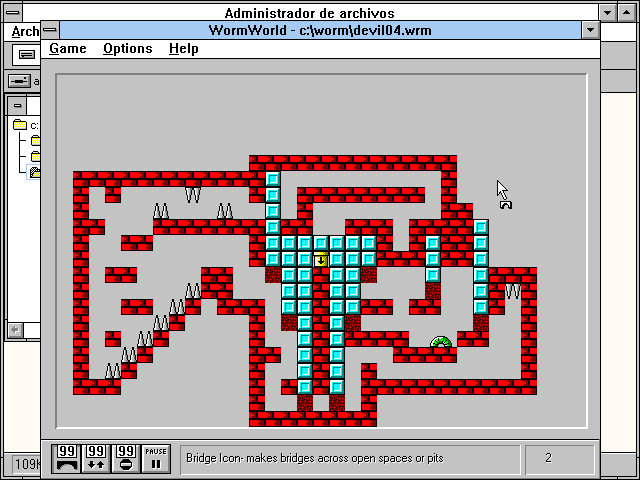 Administrador de archivos
Arch
WormWorld - c:\worm\devil04.wrm
Game Options Help
a
c:
99 99 99 PAUSE
Bridge Icon- makes bridges across open spaces or pits
2
109K